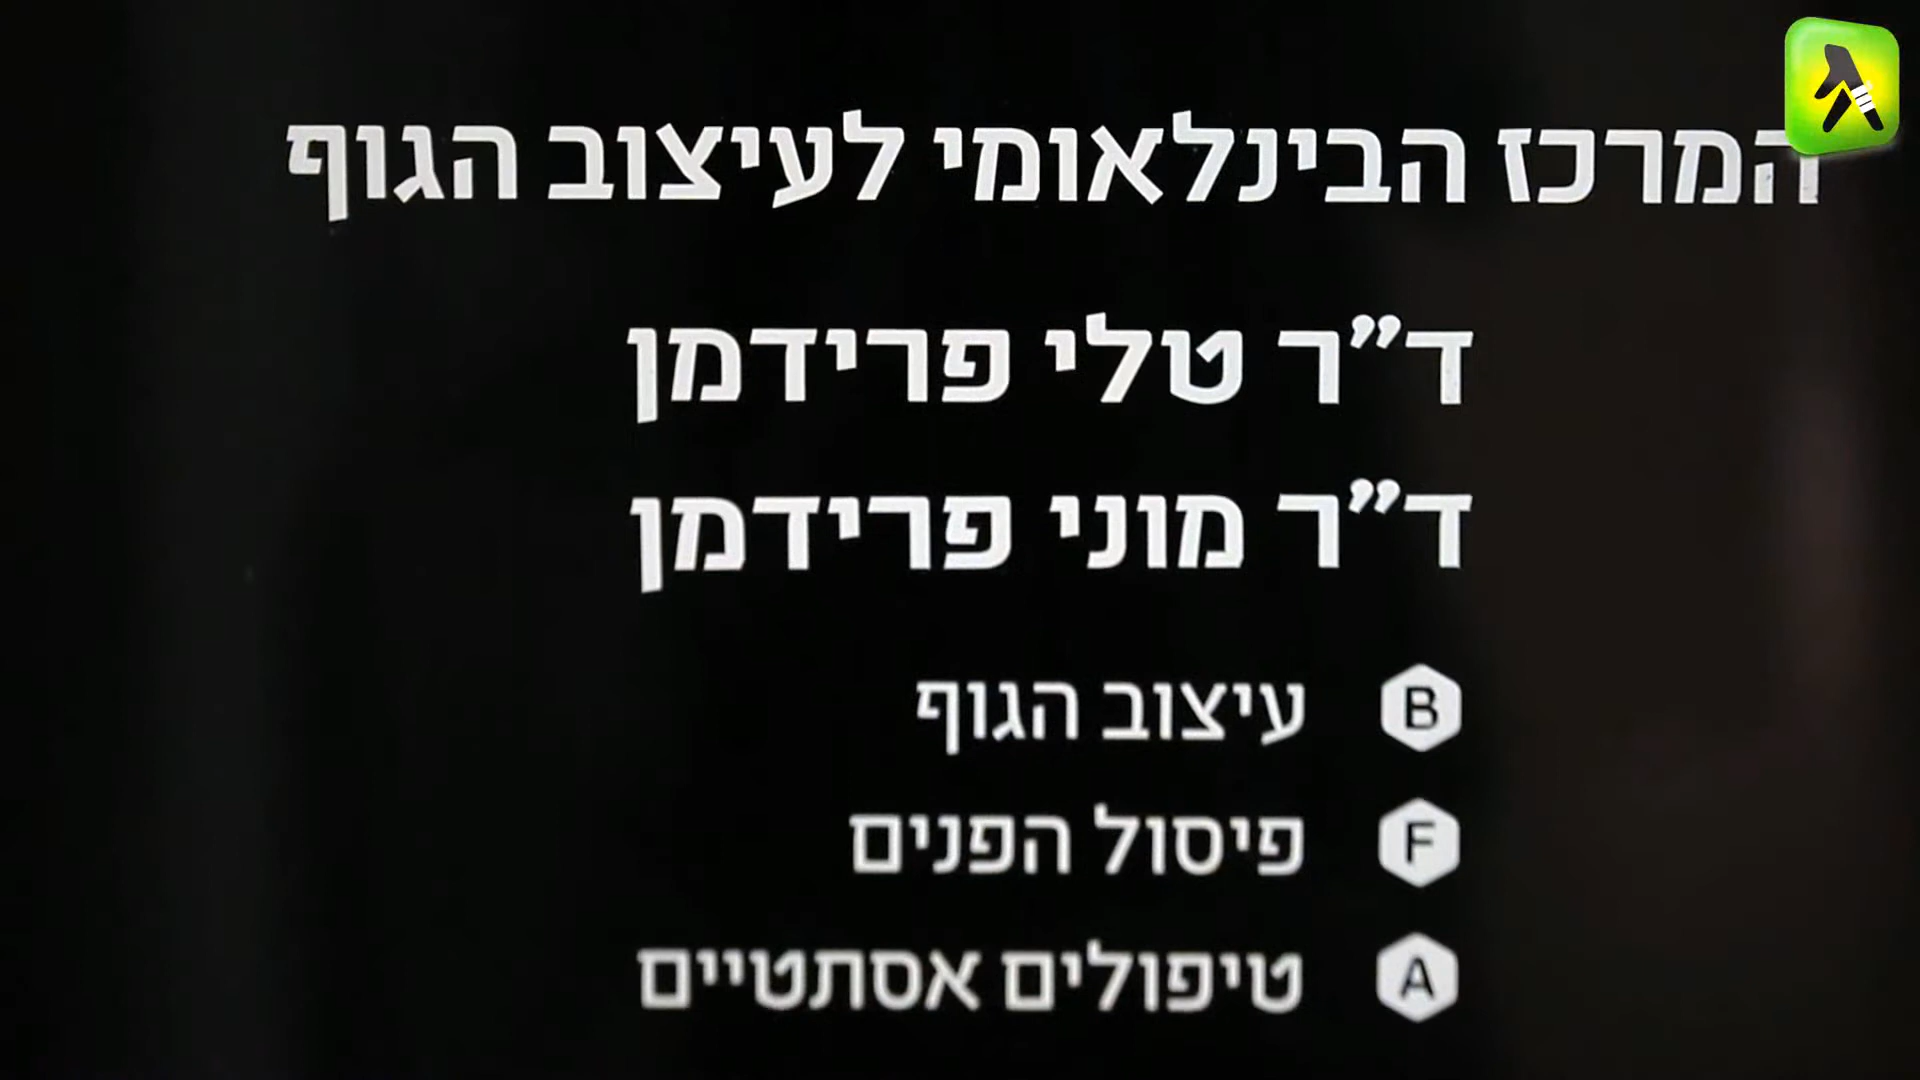 המרכז הבינלאומי לעיצוב הגוף
ד"ר טלי פרידמן
ד"ר מוני פרידמן
B עיצוב הגוף
F פיסול הפנים
A טיפולים אסתטיים